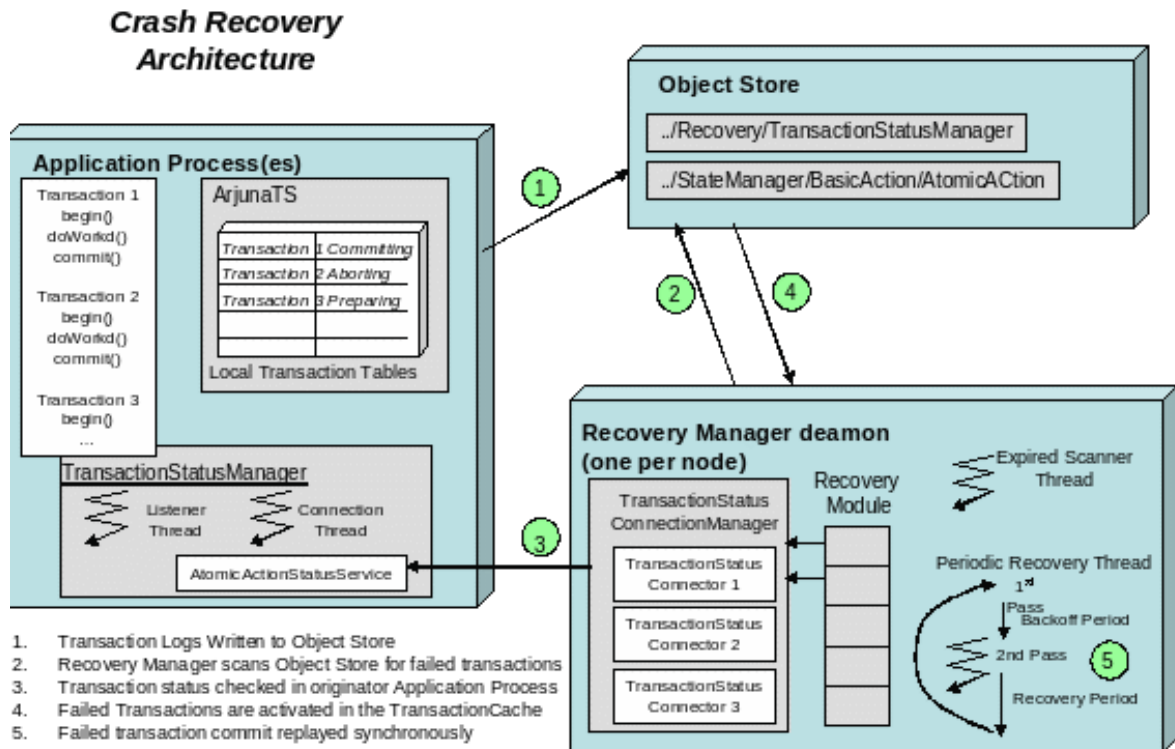 Crash Recovery
Architecture
Object Store
../Recovery/TransactionStatusManager
../StateManager/BasicAction/AtomicACtion
Application Process(es)
Transaction 1
begin()
doWorkd()
commit()
Transaction 2
begin()
doWorkd()
commit()
Transaction 3
begin()
...
ArjunaTS
Transaction 1 Committing
Transaction 2 Aborting
Transaction 3 Preparing
Local Transaction Tables
1
2
4
TransactionStatusManager
Listener
Thread
Connection
Thread
AtomicActionStatusService
3
Recovery Manager deamon
(one per node)
TransactionStatus
ConnectionManager
TransactionStatus
Connector 1
TransactionStatus
Connector 2
TransactionStatus
Connector 3
Recovery
Module
Expired Scanner
Thread
Periodic Recovery Thread
1rd
Pass
Backoff Period
2nd Pass
5
Recovery Period
1. Transaction Logs Written to Object Store
2. Recovery Manager scans Object Store for failed transactions
3. Transaction status checked in originator Application Process
4. Failed Transactions are activated in the TransactionCache
5. Failed transaction commit replayed synchronously